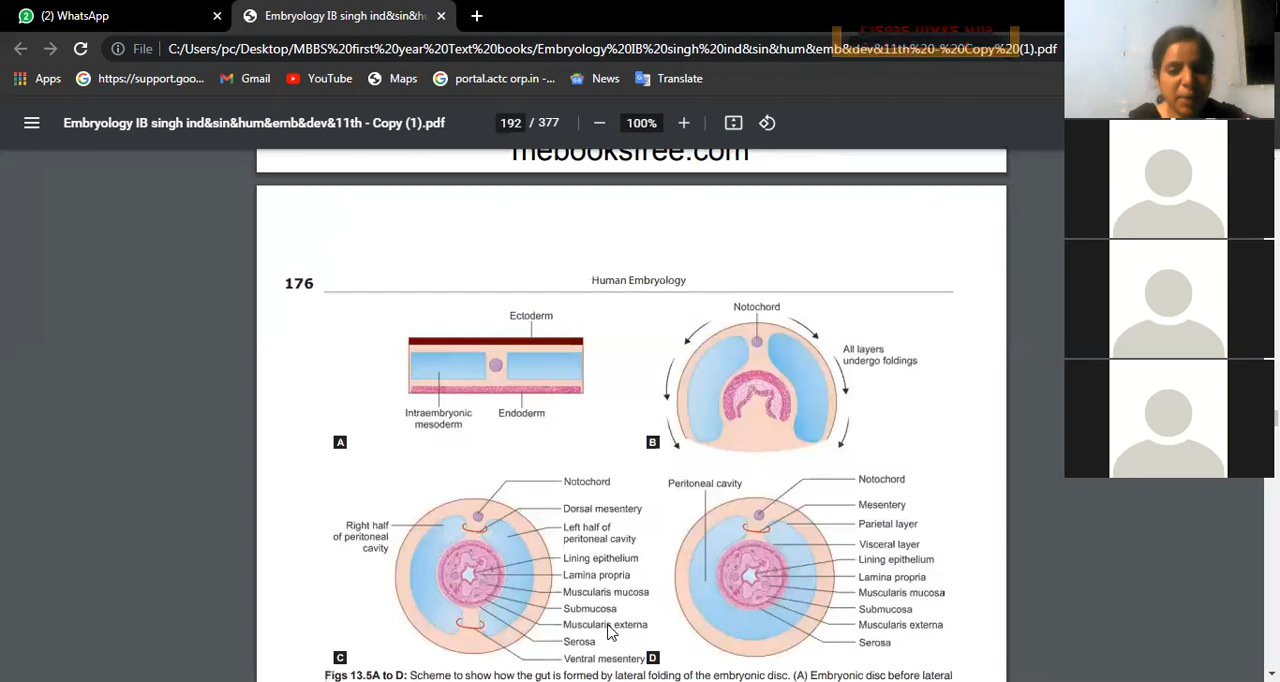 WhatsApp
Embryology IB singh ind&sin&hu
File
C:/Users/pc/Desktop/MBBS%20first%20year%20Text%20books/Embryology%20IB%20singh%20ind&sin&hum&emb&dev&11th%20-%20Copy%20(1).pdf
Please move this
Apps
https://support.goo...
Gmail
YouTube
Maps
portal.actc orp.in -...
News
Translate
Embryology IB singh ind&sin&hum&emb&dev&11th - Copy (1).pdf
192 / 377
100%
thebooksfree.com
176
Human Embryology
Ectoderm
Intraembryonic
mesoderm
Endoderm
A
Notochord
All layers
undergo foldings
B
Notochord
Dorsal mesentery
Right half
of peritoneal
cavity
Left half of
peritoneal cavity
Lining epithelium
Lamina propria
Muscularis mucosa
Submucosa
Muscularis externa
Serosa
Ventral mesentery
C
Peritoneal cavity
Notochord
Mesentery
Parietal layer
Visceral layer
Lining epithelium
Lamina propria
Muscularis mucosa
Submucosa
Muscularis externa
Serosa
D
Figs 13.5A to D: Scheme to show how the gut is formed by lateral folding of the embryonic disc. (A) Embryonic disc before lateral